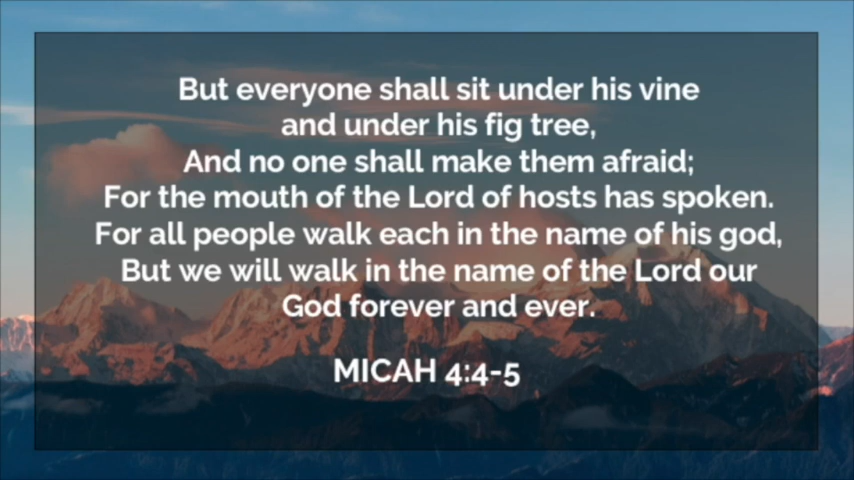 But everyone shall sit under his vine
and under his fig tree,
And no one shall make them afraid;
For the mouth of the Lord of hosts has spoken.
For all people walk each in the name of his god,
But we will walk in the name of the Lord our
God forever and ever.
MICAH 4:4-5